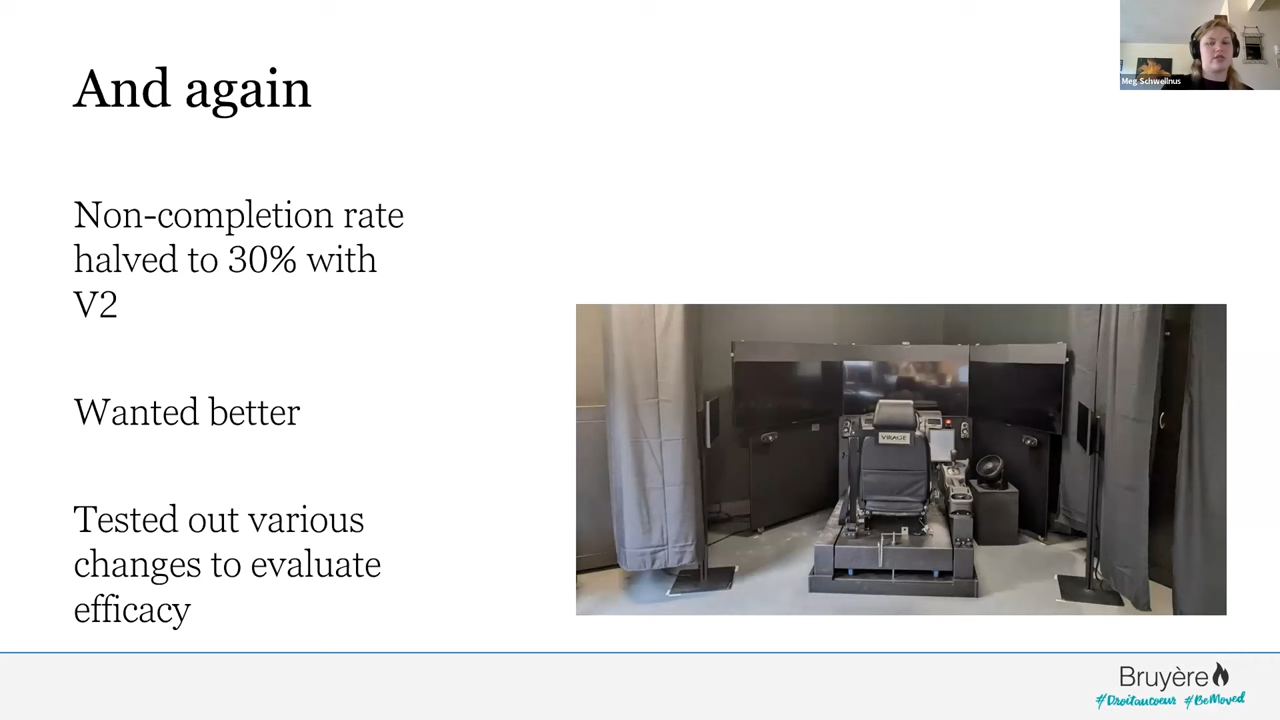 And again
Meg Schwellnus
Non-completion rate
halved to 30% with
V2
Wanted better
Tested out various
changes to evaluate
efficacy
VIRAGE
Bruyère
#Droitaucoeur #BeMoved